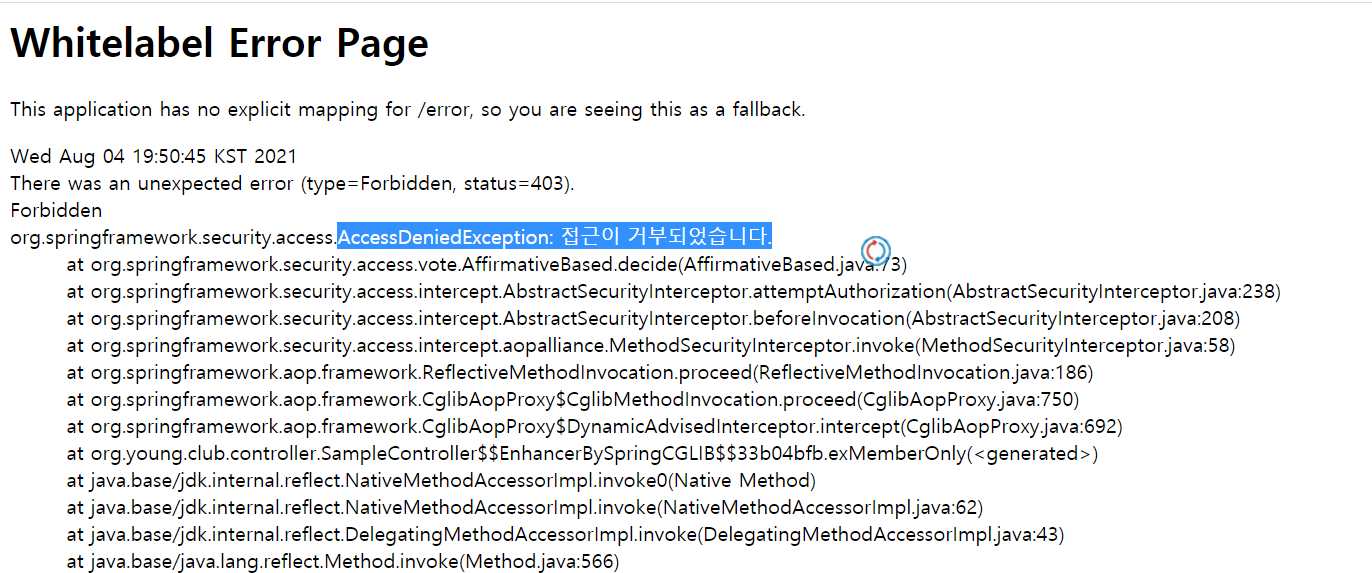 Whitelabel Error Page
This application has no explicit mapping for /error, so you are seeing this as a fallback.
Wed Aug 04 19:50:45 KST 2021
There was an unexpected error (type=Forbidden, status=403).
Forbidden
org.springframework.security.access.AccessDeniedException: 접근이 거부되었습니다.
at org.springframework.security.access.vote.AffirmativeBased.decide(AffirmativeBased.java:73)
at org.springframework.security.access.intercept.AbstractSecurityInterceptor.attemptAuthorization(AbstractSecurityInterceptor.java:238)
at org.springframework.security.access.intercept.AbstractSecurityInterceptor.beforeInvocation(AbstractSecurityInterceptor.java:208)
at org.springframework.security.access.intercept.aopalliance.MethodSecurityInterceptor.invoke(MethodSecurityInterceptor.java:58)
at org.springframework.aop.framework.ReflectiveMethodInvocation.proceed(ReflectiveMethodInvocation.java:186)
at org.springframework.aop.framework.CglibAopProxy$CglibMethodInvocation.proceed(CglibAopProxy.java:750)
at org.springframework.aop.framework.CglibAopProxy$DynamicAdvisedInterceptor.intercept(CglibAopProxy.java:692)
at org.young.club.controller.SampleController$$EnhancerBySpringCGLIB$$33b04bfb.exMemberOnly(<generated>)
at java.base/jdk.internal.reflect.NativeMethodAccessorImpl.invoke0(Native Method)
at java.base/jdk.internal.reflect.NativeMethodAccessorImpl.invoke(NativeMethodAccessorImpl.java:62)
at java.base/jdk.internal.reflect.DelegatingMethodAccessorImpl.invoke(DelegatingMethodAccessorImpl.java:43)
at java.base/java.lang.reflect.Method.invoke(Method.java:566)